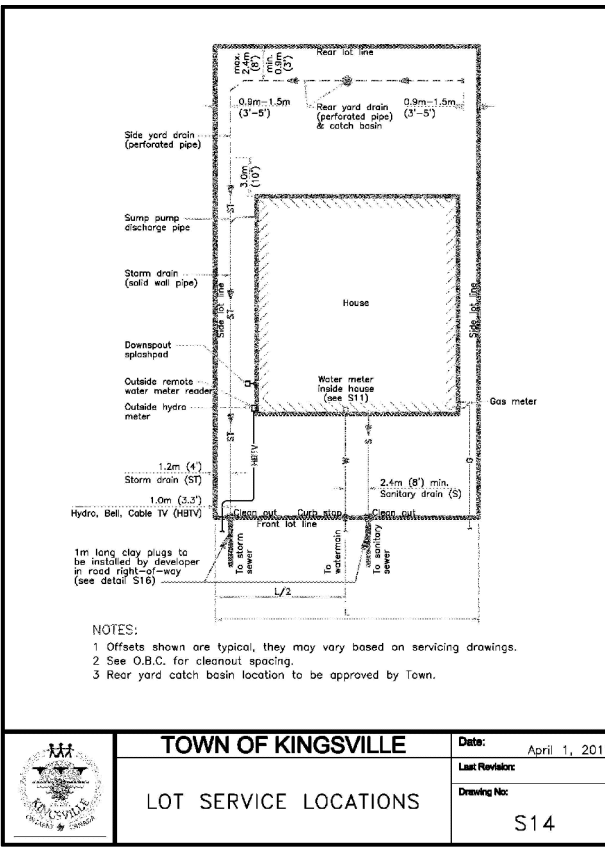 Rear lot line
max.
2.4m
(8')
min.
0.9m
(3')
0.9m-1.5m
(3'-5')
Rear yard drain
(perforated pipe)
& catch basin
0.9m-1.5m
(3'-5')
Side yard drain
(perforated pipe)
3.0m
(10")
ST
Sump pump
discharge pipe
Storm drain
(solid wall pipe)
Side lot line
ST
House
Side lot line
Downspout
splashpad
Outside remote
water meter reader
Outside hydro
meter
Water meter
inside house
(see S11)
Gas meter
ST
HBTV
W
S
G
1.2m (4')
Storm drain (ST)
2.4m (8') min.
Sanitary drain (S)
1.0m (3.3')
Hydro, Bell, Cable TV (HBTV)
Clean out
Curb stop
Clean out
Front lot line
1m long clay plugs to
be installed by developer
in road right-of-way
(see detail S16)
To storm
sewer
To
watermain
To sanitary
sewer
L/2
L
NOTES:
1 Offsets shown are typical, they may vary based on servicing drawings.
2 See O.B.C. for cleanout spacing.
3 Rear yard catch basin location to be approved by Town.
TOWN OF KINGSVILLE
LOT SERVICE LOCATIONS
Date:
April 1, 201
Last Revision:
Drawing No:
S14
KINGSVILLE
ONTARIO CANADA